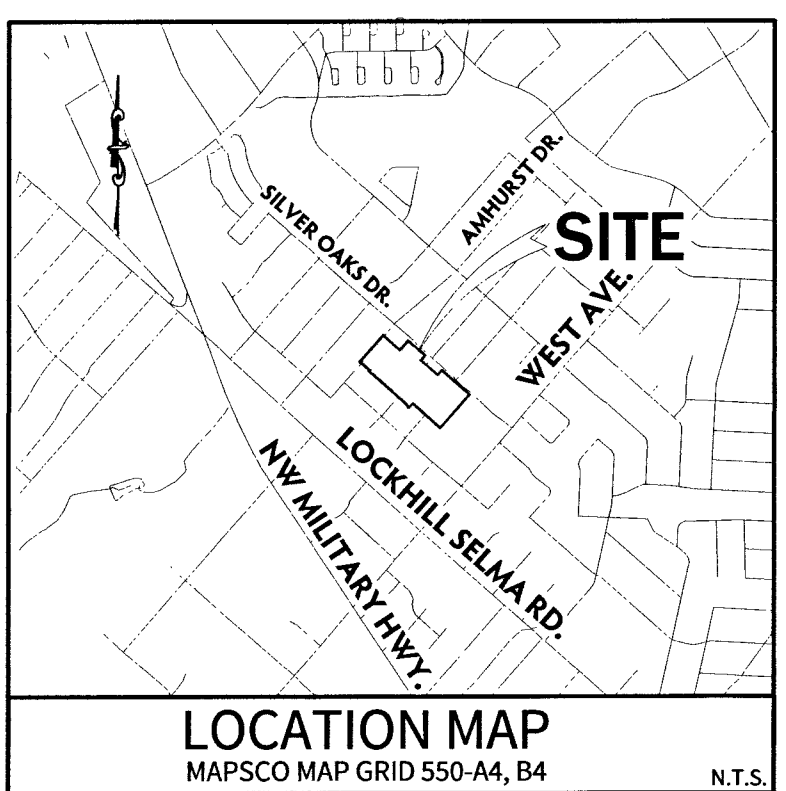 AMHURST DR.
SILVER OAKS DR.
SITE
WEST AVE.
LOCKHILL SELMA RD.
NW MILITARY HWY.
LOCATION MAP
MAPSCO MAP GRID 550-A4, B4
N.T.S.